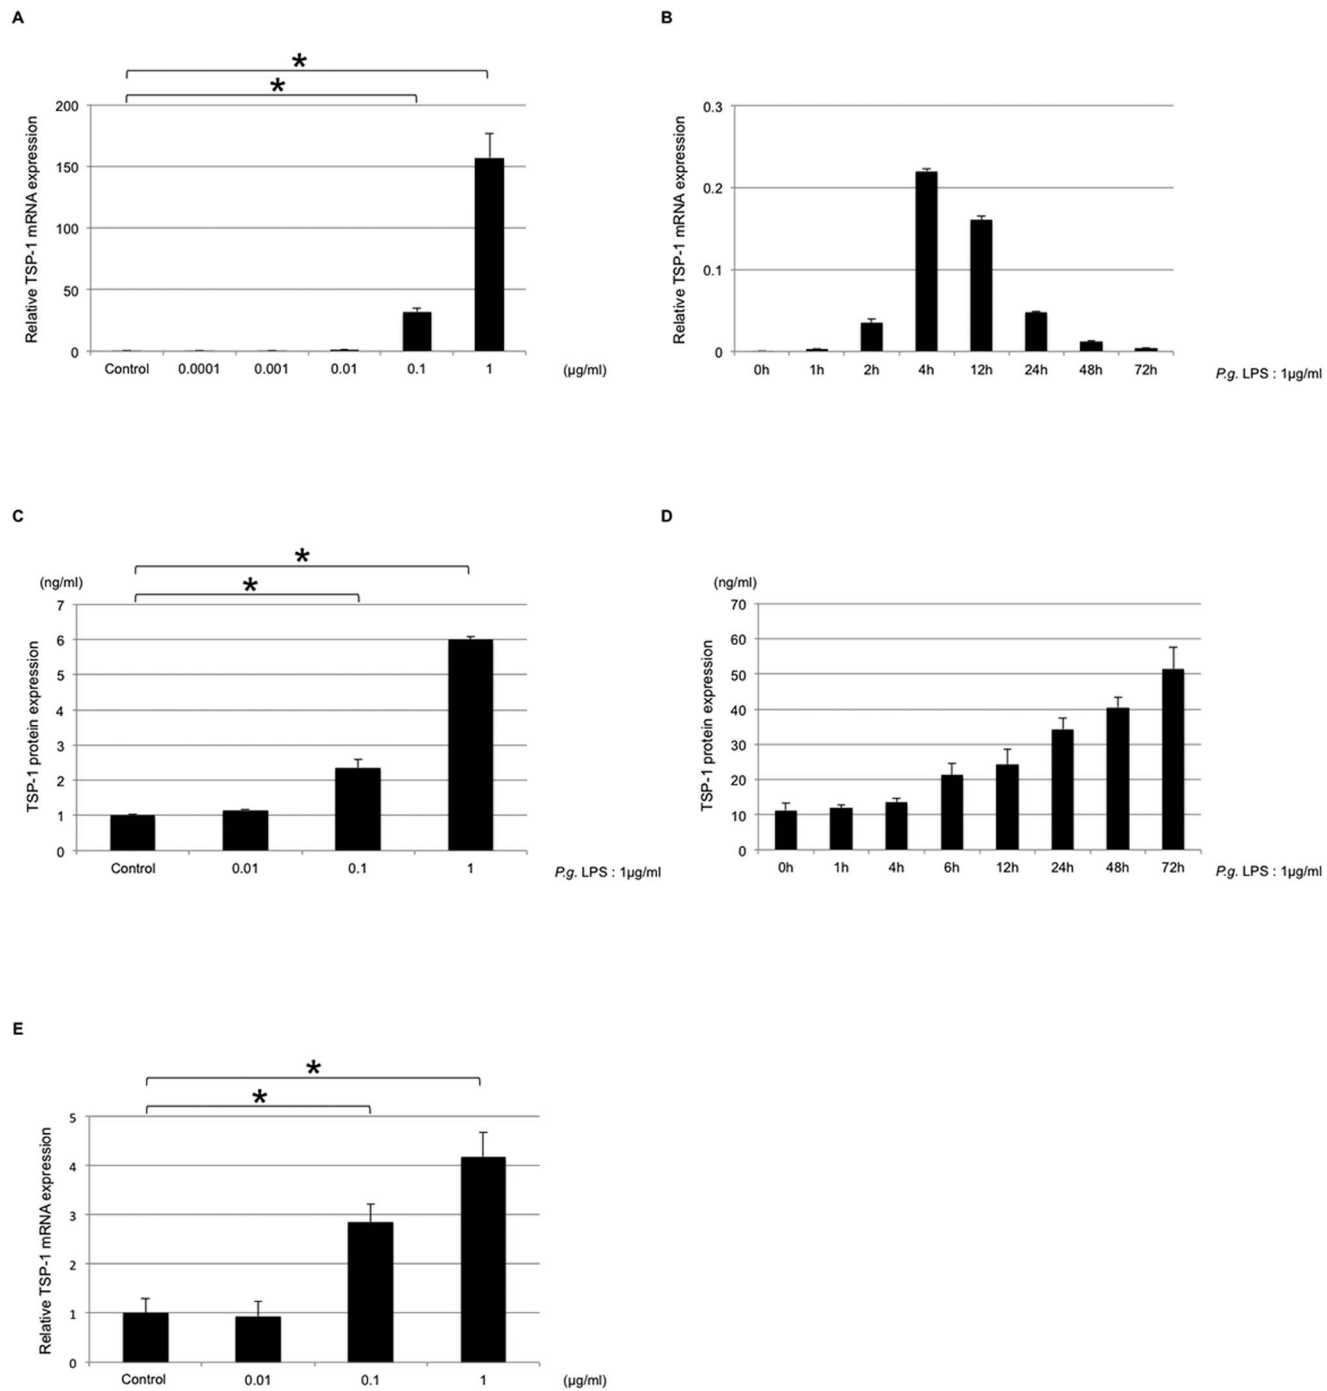 A
*
*
Relative TSP-1 mRNA expression
200
150
100
50
0
Control 0.0001 0.001 0.01 0.1 1 (µg/ml)
B
Relative TSP-1 mRNA expression
0.3
0.2
0.1
0
0h 1h 2h 4h 12h 24h 48h 72h
P.g. LPS : 1µg/ml
C
*
*
(ng/ml)
TSP-1 protein expression
7
6
5
4
3
2
1
0
Control 0.01 0.1 1
P.g. LPS : 1µg/ml
D
(ng/ml)
TSP-1 protein expression
70
60
50
40
30
20
10
0
0h 1h 4h 6h 12h 24h 48h 72h
P.g. LPS : 1µg/ml
E
*
*
Relative TSP-1 mRNA expression
5
4
3
2
1
0
Control 0.01 0.1 1 (µg/ml)